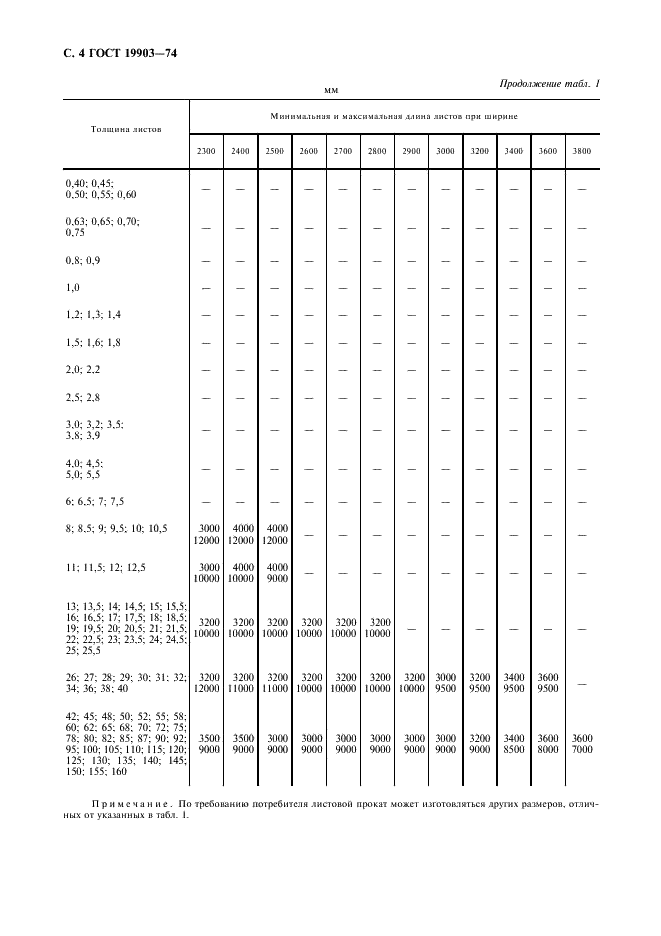 С. 4 ГОСТ 19903—74
Продолжение табл. 1
мм
Толщина листов
Минимальная и максимальная длина листов при ширине
2300 2400 2500 2600 2700 2800 2900 3000 3200 3400 3600 3800
0,40; 0,45;
0,50; 0,55; 0,60
— — — — — — — — — — — —
0,63; 0,65; 0,70;
0,75
— — — — — — — — — — — —
0,8; 0,9 — — — — — — — — — — — —
1,0 — — — — — — — — — — — —
1,2; 1,3; 1,4 — — — — — — — — — — — —
1,5; 1,6; 1,8 — — — — — — — — — — — —
2,0; 2,2 — — — — — — — — — — — —
2,5; 2,8 — — — — — — — — — — — —
3,0; 3,2; 3,5;
3,8; 3,9
— — — — — — — — — — — —
4,0; 4,5;
5,0; 5,5
— — — — — — — — — — — —
6; 6,5; 7; 7,5 — — — — — — — — — — — —
8; 8,5; 9; 9,5; 10; 10,5 3000 4000 4000 — — — — — — — — —
12000 12000 12000
11; 11,5; 12; 12,5 3000 4000 4000 — — — — — — — — —
10000 10000 9000
13; 13,5; 14; 14,5; 15; 15,5;
16; 16,5; 17; 17,5; 18; 18,5;
19; 19,5; 20; 20,5; 21; 21,5;
22; 22,5; 23; 23,5; 24; 24,5;
25; 25,5
3200 3200 3200 3200 3200 3200 — — — — — —
10000 10000 10000 10000 10000 10000
26; 27; 28; 29; 30; 31; 32;
34; 36; 38; 40
3200 3200 3200 3200 3200 3200 3200 3000 3200 3400 3600 —
12000 11000 11000 10000 10000 10000 10000 9500 9500 9500 9500
42; 45; 48; 50; 52; 55; 58;
60; 62; 65; 68; 70; 72; 75;
78; 80; 82; 85; 87; 90; 92;
95; 100; 105; 110; 115; 120;
125; 130; 135; 140; 145;
150; 155; 160
3500 3500 3000 3000 3000 3000 3000 3000 3200 3400 3600 3600
9000 9000 9000 9000 9000 9000 9000 9000 9000 8500 8000 7000
Примечание. По требованию потребителя листовой прокат может изготовляться других размеров, отлич-
ных от указанных в табл. 1.